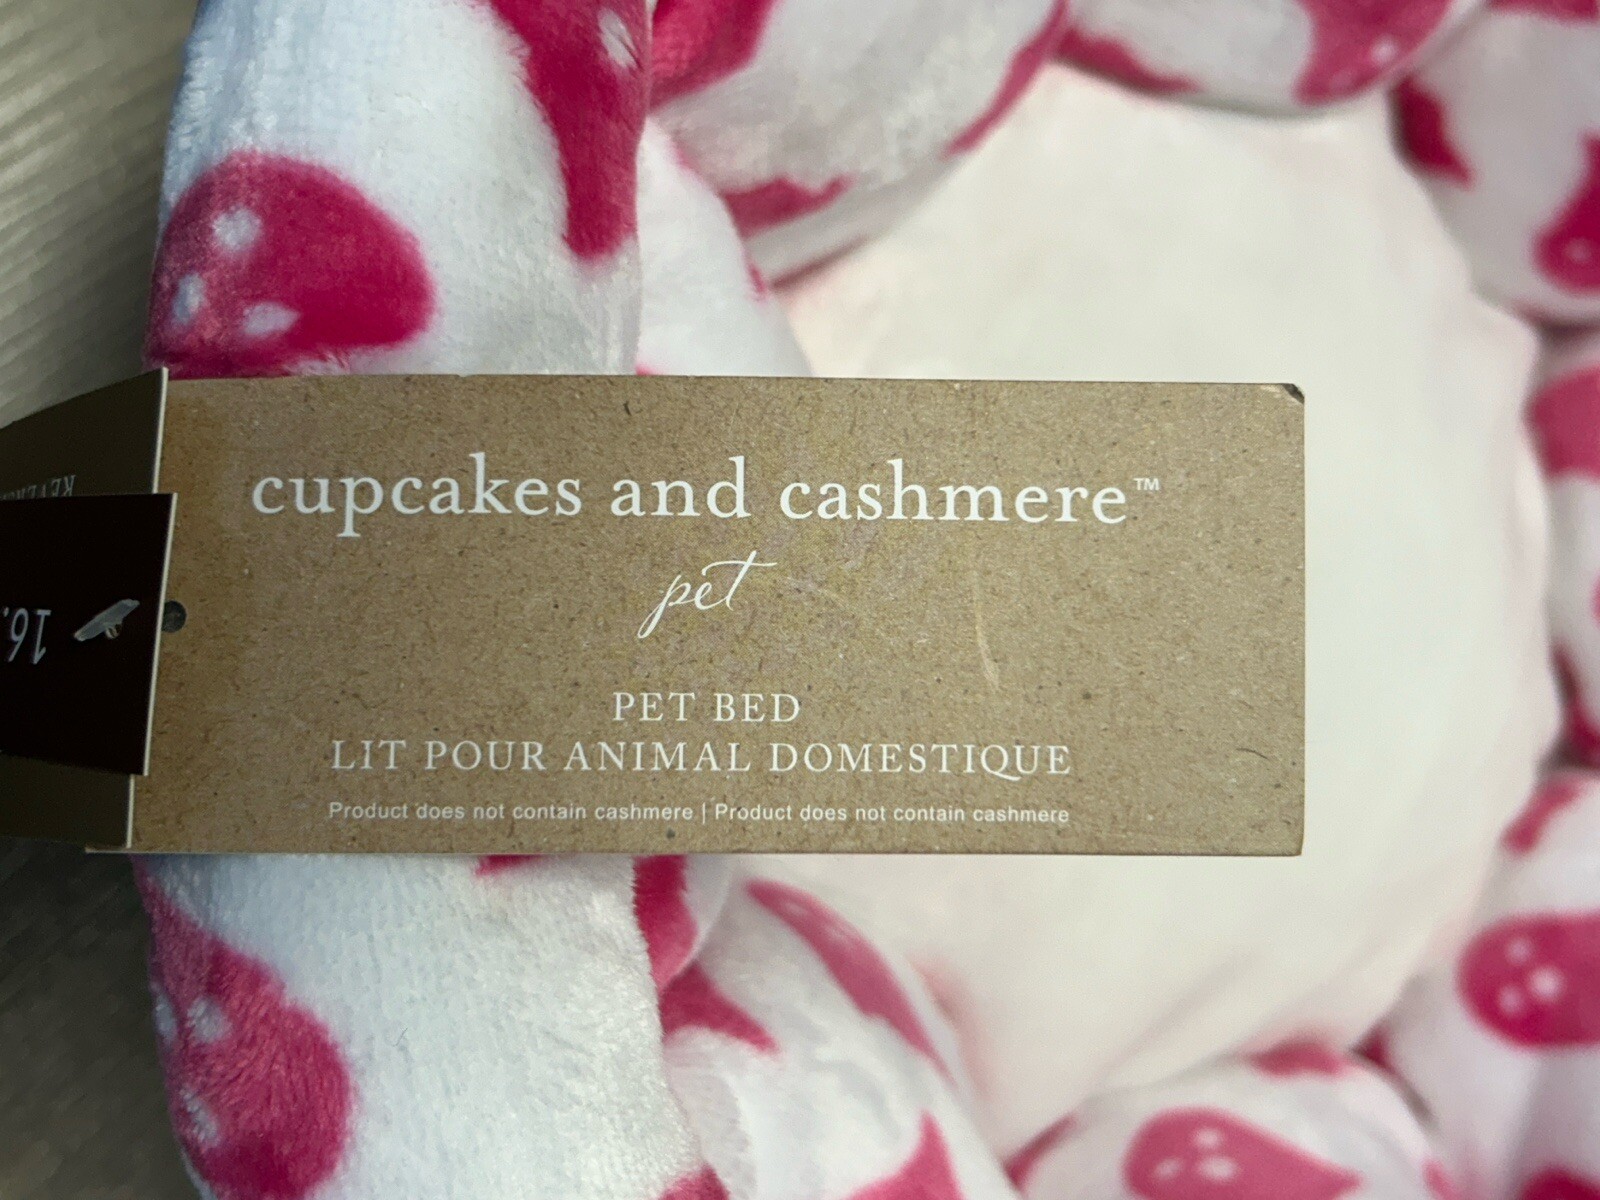 cupcakes and cashmere™
pet
PET BED
LIT POUR ANIMAL DOMESTIQUE
Product does not contain cashmere | Product does not contain cashmere
16.